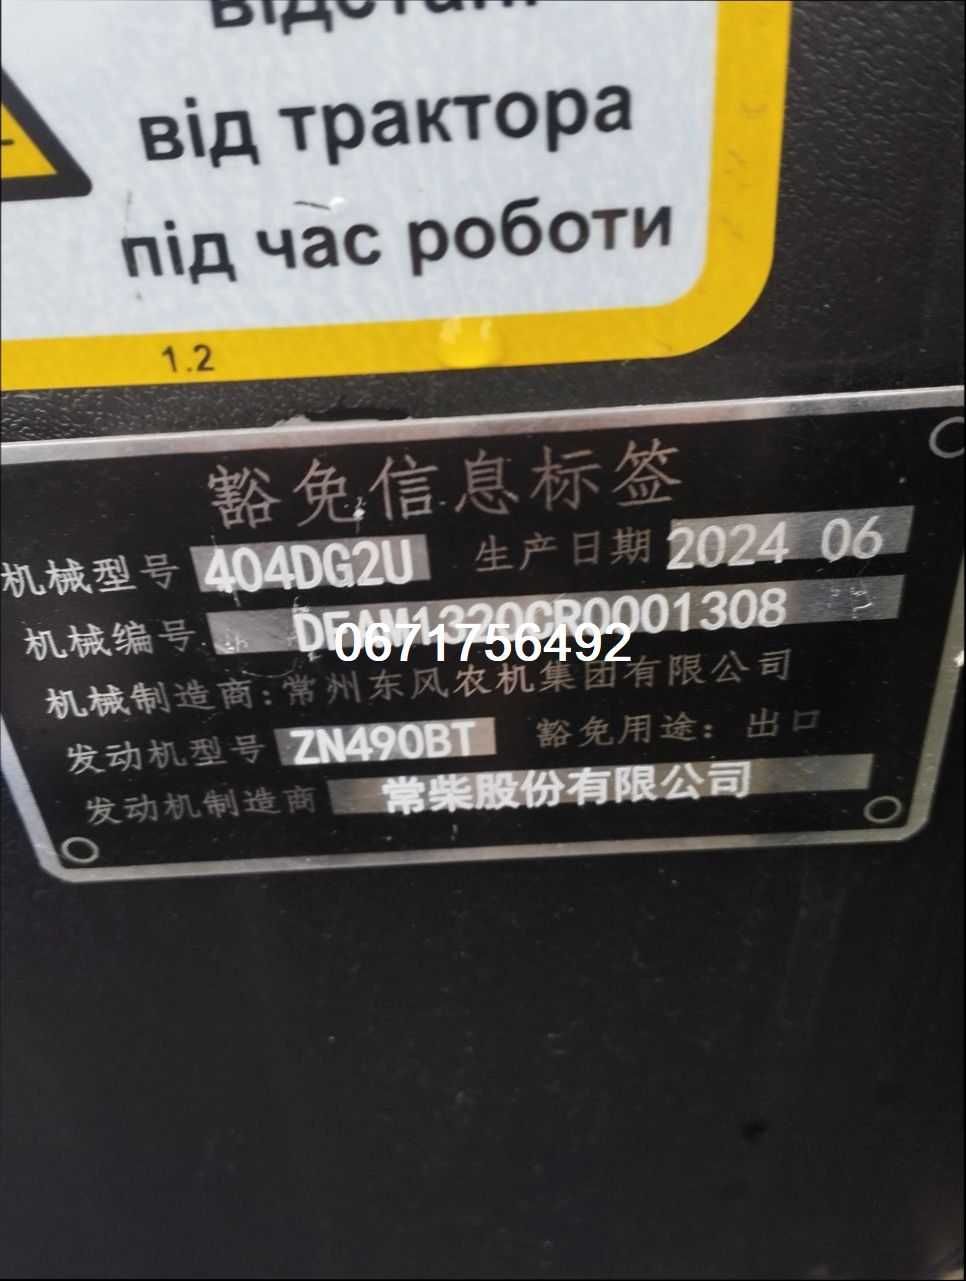 від трактора
під час роботи
1.2
豁免信息标签
机械型号 404DG2U 生产日期 2024 06
机械编号 1320CR0001308
0671756492
机械制造商:常州东风农机集团有限公司
发动机型号 ZN490BT 豁免用途: 出口
发动机制造商 常柴股份有限公司